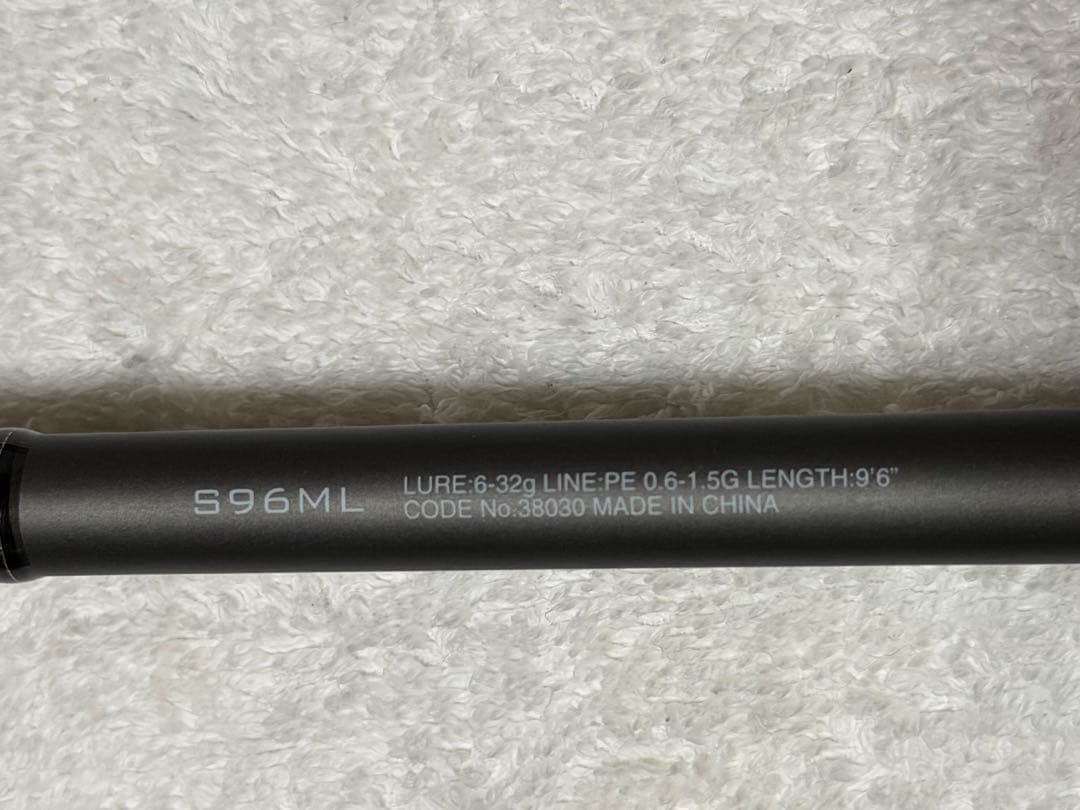 S96ML
LURE:6-32g LINE:PE 0.6-1.5G LENGTH:9'6"
CODE No.38030 MADE IN CHINA